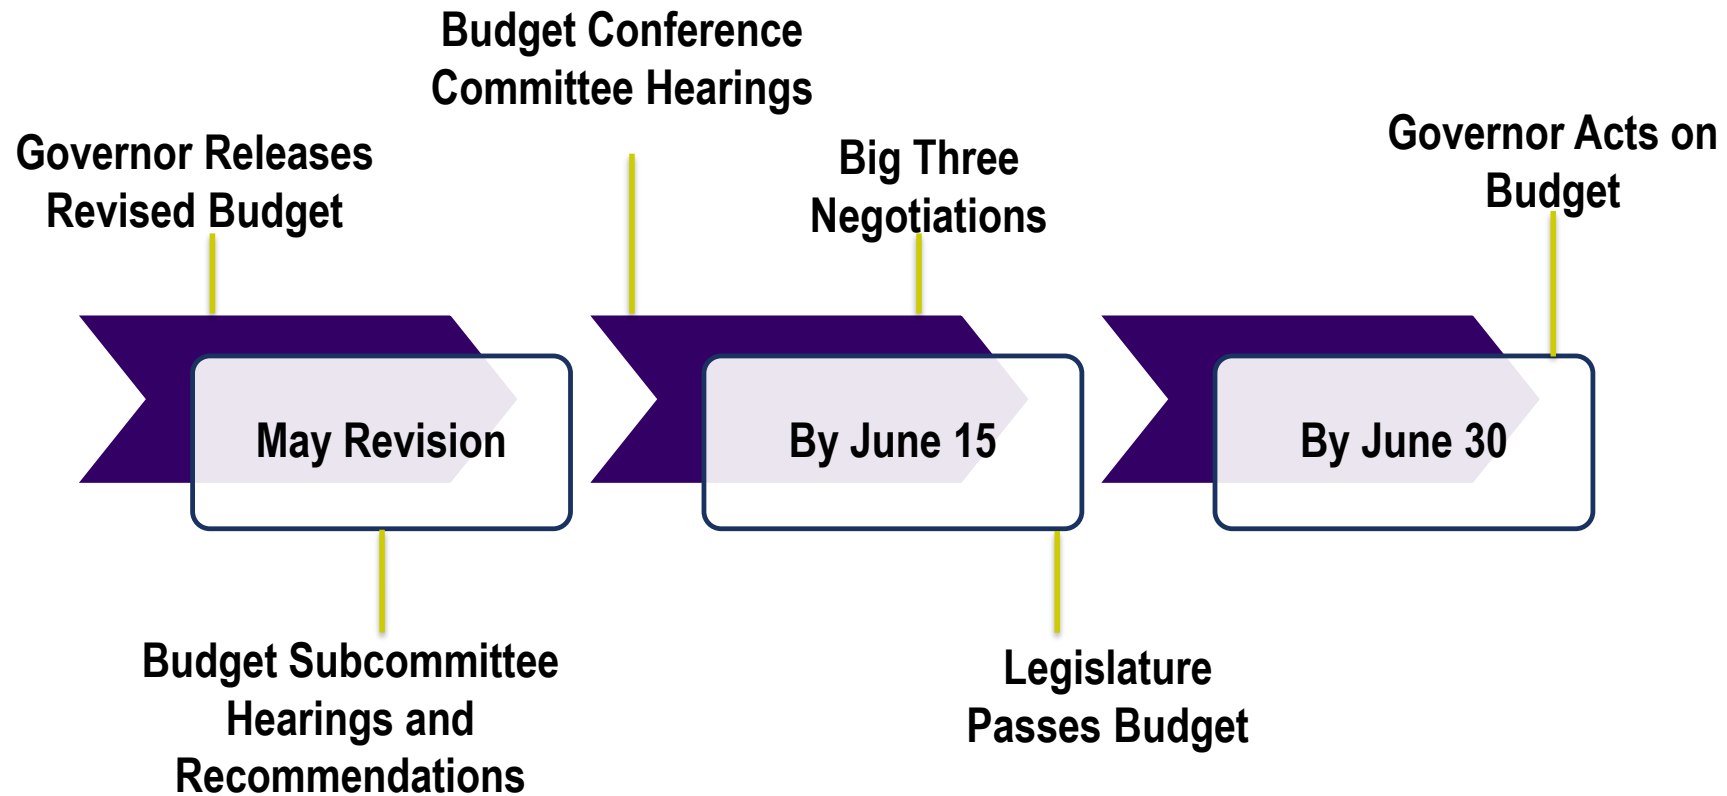 Budget Conference
Committee Hearings
Governor Releases
Revised Budget
Big Three
Negotiations
Governor Acts on
Budget
May Revision
By June 15
By June 30
Budget Subcommittee
Hearings and
Recommendations
Legislature
Passes Budget